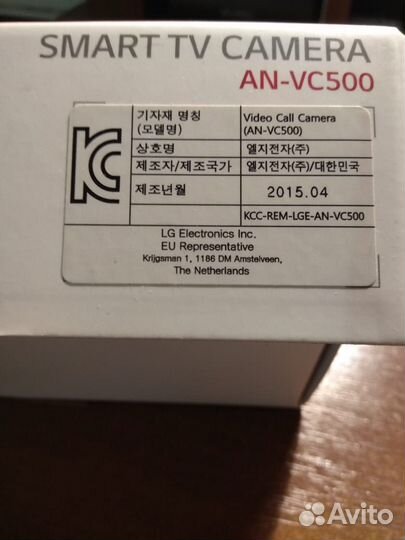 SMART TV CAMERA
AN-VC500
기자재 명칭 Video Call Camera
(모델명) (AN-VC500)
상호명 엘지전자(주)
제조자/제조국가 엘지전자(주)/대한민국
제조년월 2015.04
KCC-REM-LGE-AN-VC500
LG Electronics Inc.
EU Representative
Krijgsman 1, 1186 DM Amstelveen,
The Netherlands
Avito